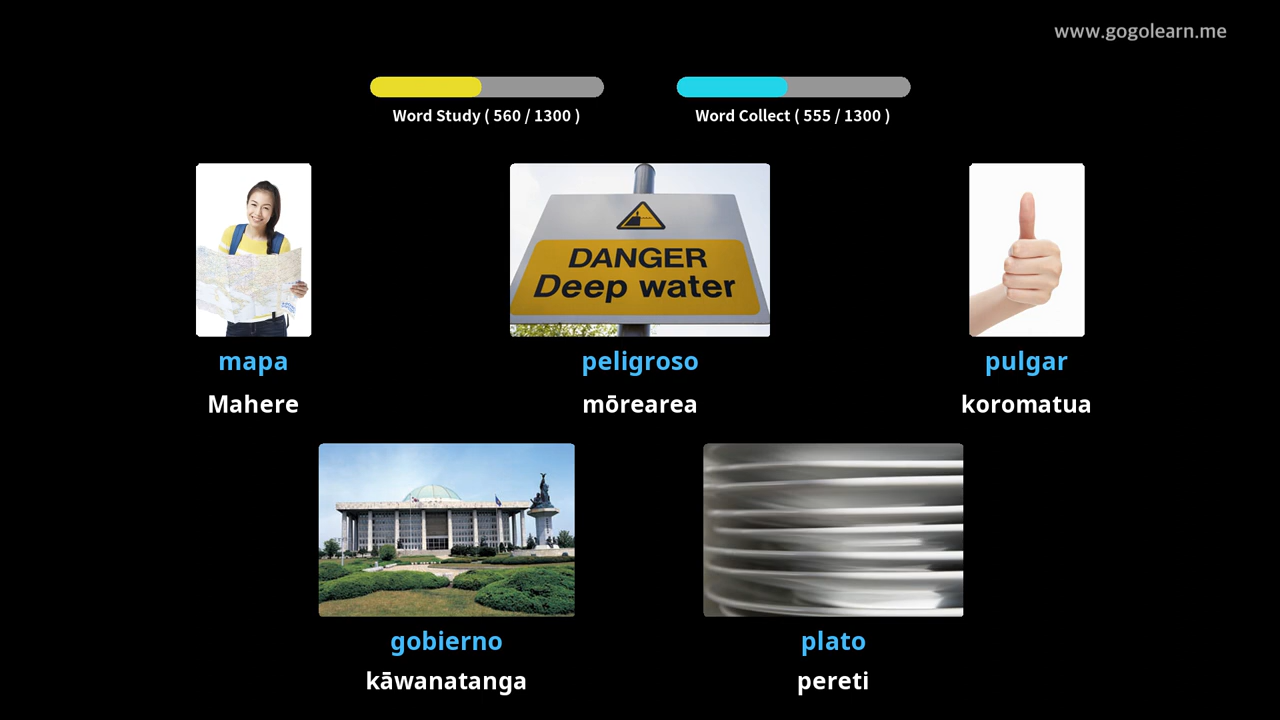 www.gogolearn.me
Word Study ( 560 / 1300 )
Word Collect ( 555 / 1300 )
DANGER
Deep water
mapa
peligroso
pulgar
Mahere
mōrearea
koromatua
gobierno
plato
kāwanatanga
pereti